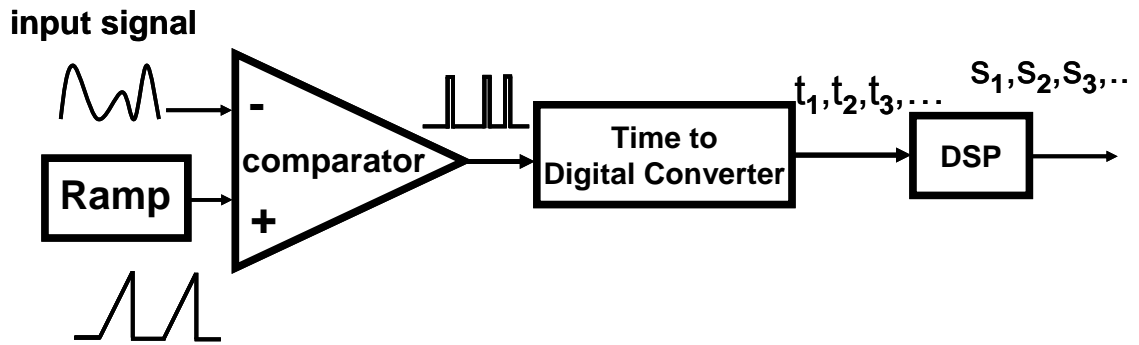 input signal
-
comparator
+
Ramp
Time to
Digital Converter
t₁,t₂,t₃,...
DSP
S₁,S₂,S₃,..